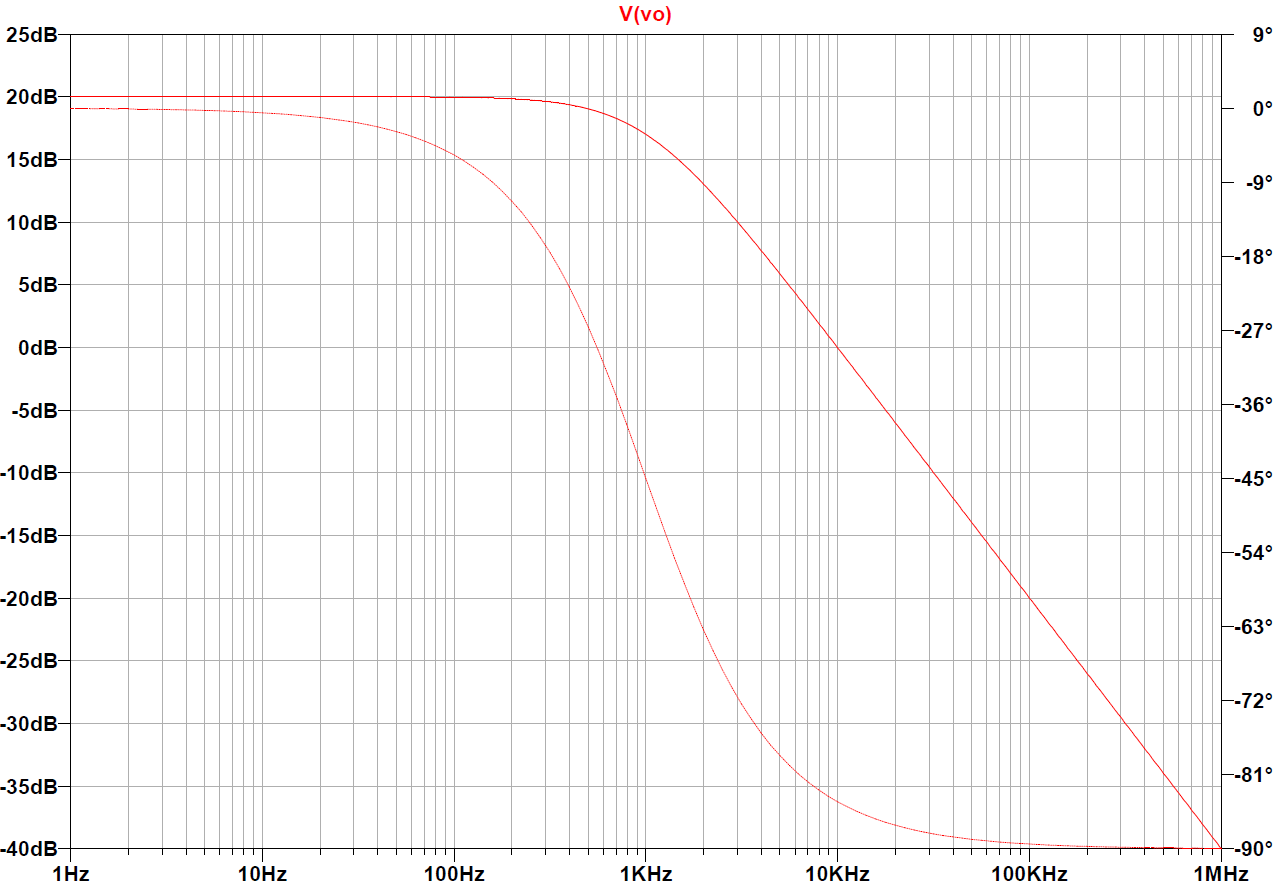 V(vo)
25dB
20dB
15dB
10dB
5dB
0dB
-5dB
-10dB
-15dB
-20dB
-25dB
-30dB
-35dB
-40dB
9°
0°
-9°
-18°
-27°
-36°
-45°
-54°
-63°
-72°
-81°
-90°
1Hz 10Hz 100Hz 1KHz 10KHz 100KHz 1MHz